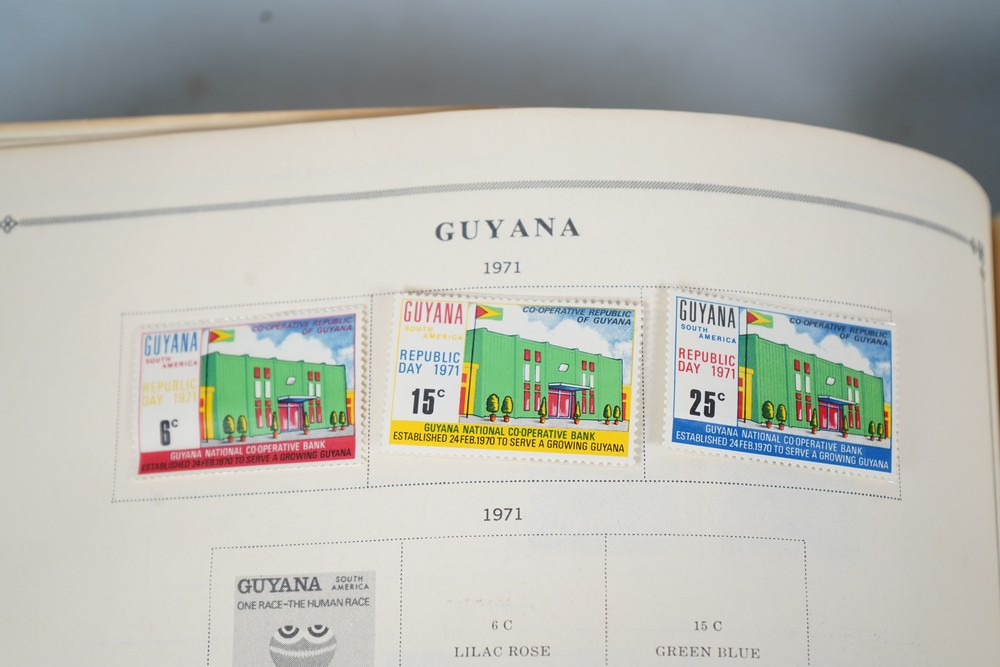 GUYANA
1971
GUYANA
SOUTH
AMERICA
REPUBLIC
DAY 1971
6c
CO-OPERATIVE REPUBLIC
OF GUYANA
GUYANA NATIONAL CO-OPERATIVE BANK
ESTABLISHED 24 FEB. 1970 TO SERVE A GROWING GUYANA
GUYANA
SOUTH
AMERICA
REPUBLIC
DAY 1971
15c
CO-OPERATIVE REPUBLIC
OF GUYANA
GUYANA NATIONAL CO-OPERATIVE BANK
ESTABLISHED 24 FEB. 1970 TO SERVE A GROWING GUYANA
GUYANA
SOUTH
AMERICA
REPUBLIC
DAY 1971
25c
CO-OPERATIVE REPUBLIC
OF GUYANA
GUYANA NATIONAL CO-OPERATIVE BANK
ESTABLISHED 24 FEB. 1970 TO SERVE A GROWING GUYANA
1971
GUYANA SOUTH
AMERICA
ONE RACE-THE HUMAN RACE
6 C
LILAC ROSE
15 C
GREEN BLUE